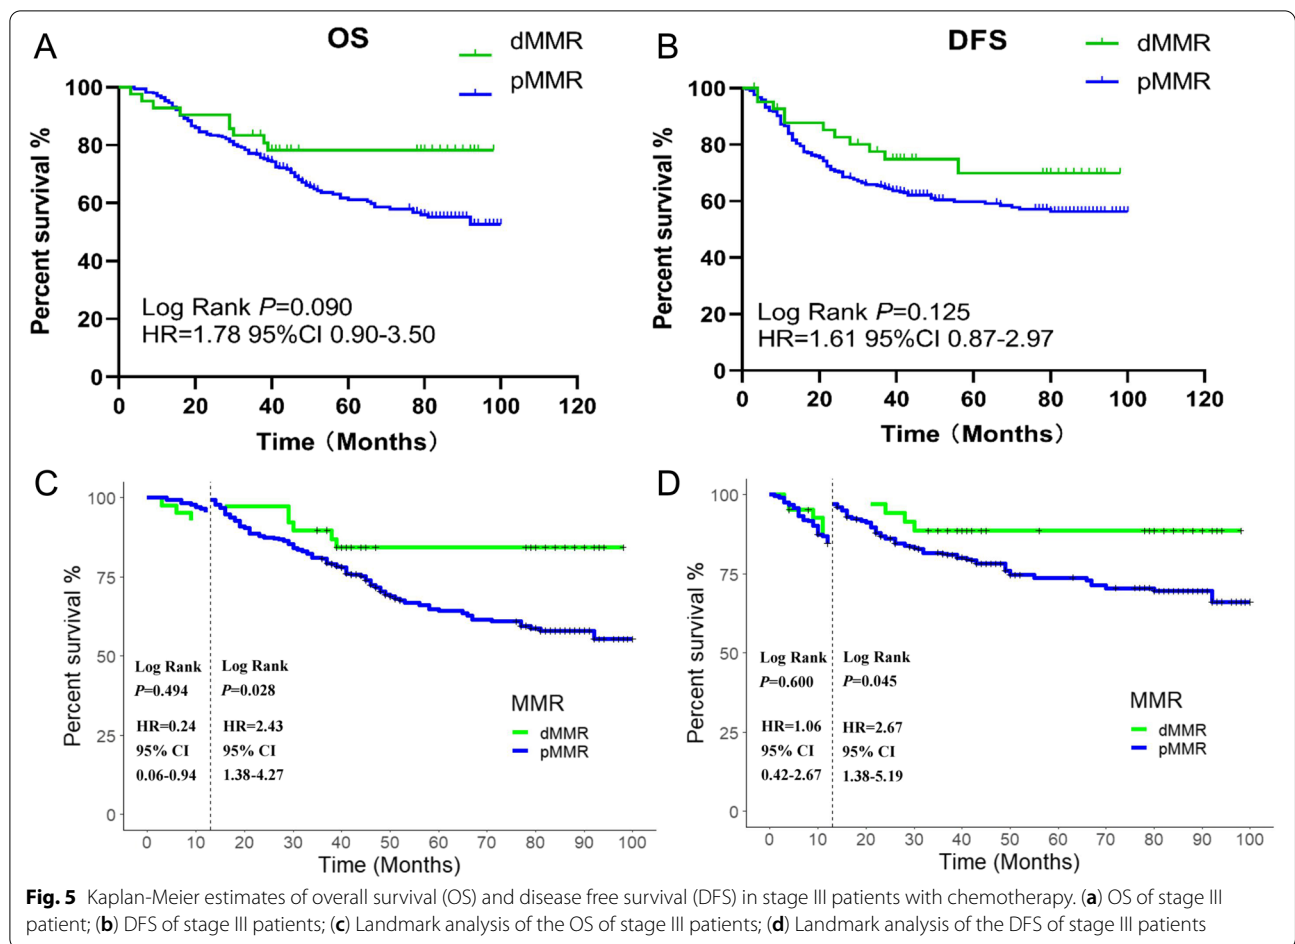 A
OS
dMMR
pMMR
Percent survival %
100
80
60
40
20
0
Log Rank P=0.090
HR=1.78 95%CI 0.90-3.50
0 20 40 60 80 100 120
Time (Months)
B
DFS
dMMR
pMMR
Percent survival %
100
80
60
40
20
0
Log Rank P=0.125
HR=1.61 95%CI 0.87-2.97
0 20 40 60 80 100 120
Time (Months)
C
Percent survival %
100
75
50
25
0
Log Rank
P=0.494
HR=0.24
95% CI
0.06-0.94
Log Rank
P=0.028
HR=2.43
95% CI
1.38-4.27
MMR
dMMR
pMMR
0 10 20 30 40 50 60 70 80 90 100
Time (Months)
D
Percent survival %
100
75
50
25
0
Log Rank
P=0.600
HR=1.06
95% CI
0.42-2.67
Log Rank
P=0.045
HR=2.67
95% CI
1.38-5.19
MMR
dMMR
pMMR
0 10 20 30 40 50 60 70 80 90 100
Time (Months)
Fig. 5 Kaplan-Meier estimates of overall survival (OS) and disease free survival (DFS) in stage III patients with chemotherapy. (a) OS of stage III
patient; (b) DFS of stage III patients; (c) Landmark analysis of the OS of stage III patients; (d) Landmark analysis of the DFS of stage III patients